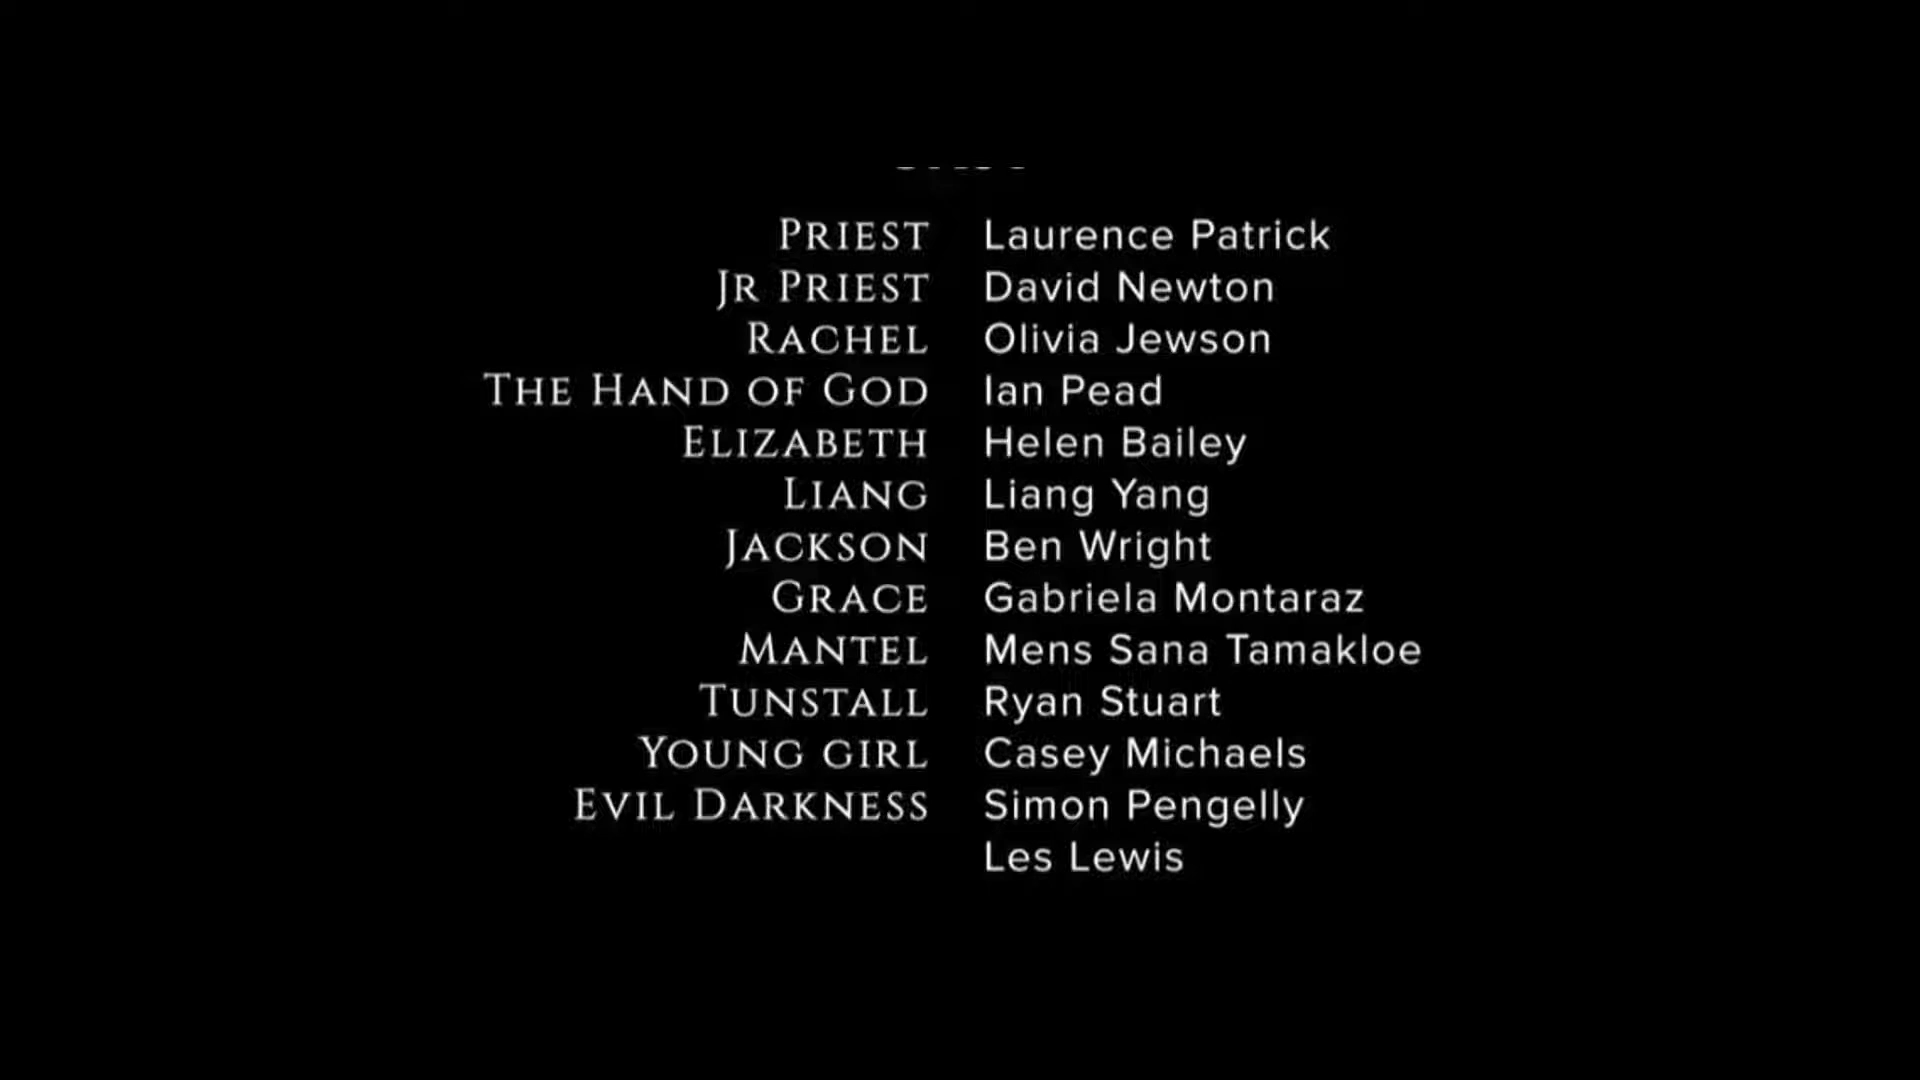 PRIEST Laurence Patrick
JR PRIEST David Newton
RACHEL Olivia Jewson
THE HAND OF GOD Ian Pead
ELIZABETH Helen Bailey
LIANG Liang Yang
JACKSON Ben Wright
GRACE Gabriela Montaraz
MANTEL Mens Sana Tamakloe
TUNSTALL Ryan Stuart
YOUNG GIRL Casey Michaels
EVIL DARKNESS Simon Pengelly
Les Lewis